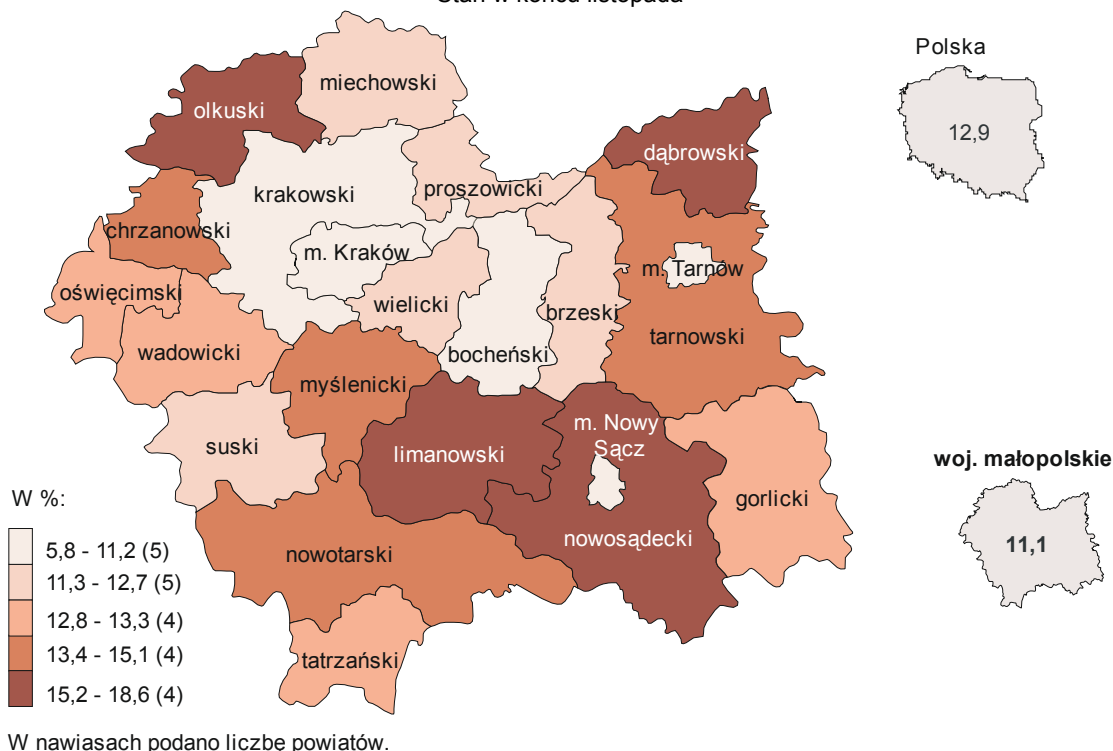 Stan w końcu listopada
Polska
12,9
miechowski
olkuski
dąbrowski
krakowski
proszowicki
chrzanowski
m. Kraków
m. Tarnów
oświęcimski
wielicki
brzeski
tarnowski
wadowicki
bocheński
myślenicki
m. Nowy
Sącz
suski
limanowski
gorlicki
nowosądecki
nowotarski
tatrzański
woj. małopolskie
11,1
W %:
5,8 - 11,2 (5)
11,3 - 12,7 (5)
12,8 - 13,3 (4)
13,4 - 15,1 (4)
15,2 - 18,6 (4)
W nawiasach podano liczbę powiatów.